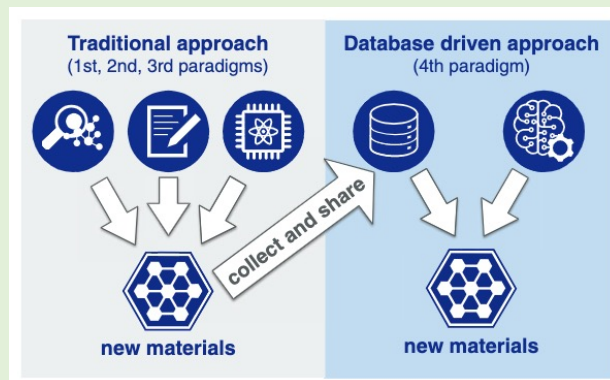 Traditional approach
(1st, 2nd, 3rd paradigms)
Database driven approach
(4th paradigm)
collect and share
new materials
new materials